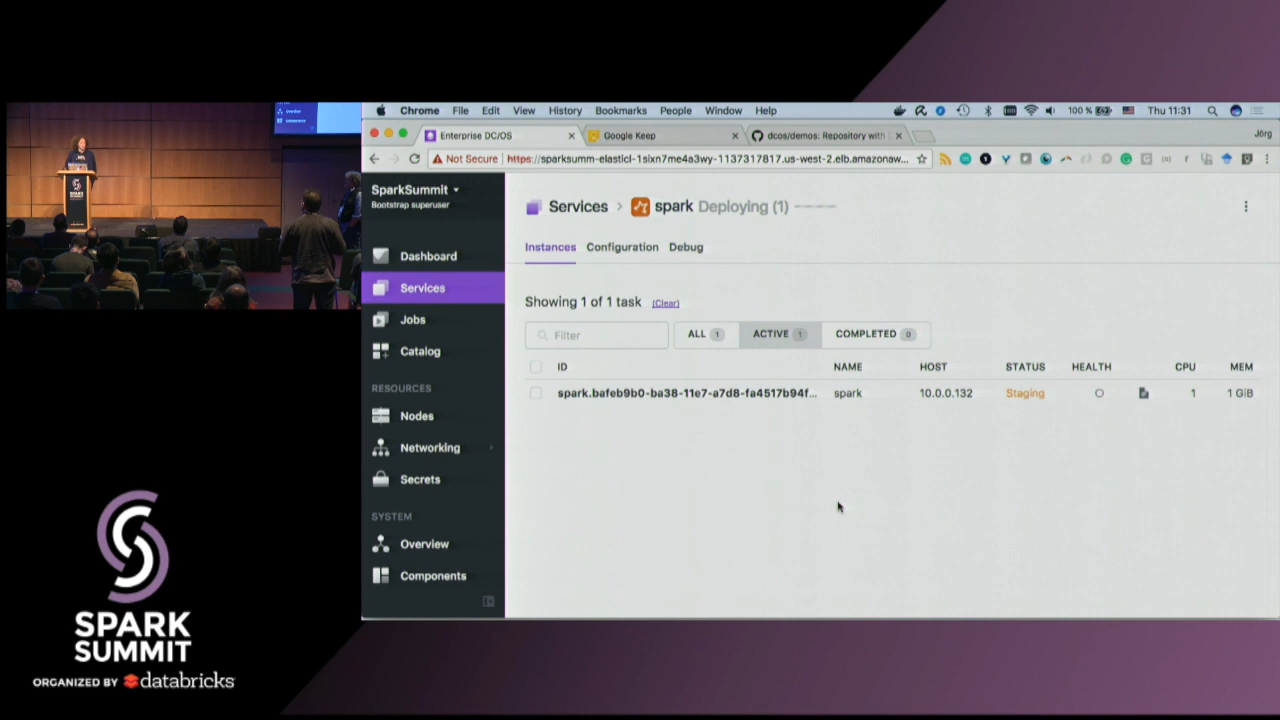 Chrome File Edit View History Bookmarks People Window Help 100 % Thu 11:31
Enterprise DC/OS Google Keep dcos/demos: Repository with Jörg
Not Secure https://sparksumm-elasticl-1sixn7me4a3wy-1137317817.us-west-2.elb.amazonaw...
SparkSummit
Bootstrap superuser
Dashboard
Services
Jobs
Catalog
RESOURCES
Nodes
Networking
Secrets
SYSTEM
Overview
Components
Services > spark Deploying (1)
Instances Configuration Debug
Showing 1 of 1 task (Clear)
Filter ALL 1 ACTIVE 1 COMPLETED 0
ID NAME HOST STATUS HEALTH CPU MEM
spark.bafeb9b0-ba38-11e7-a7d8-fa4517b94f... spark 10.0.0.132 Staging 1 1 GiB
SPARK
SUMMIT
ORGANIZED BY databricks